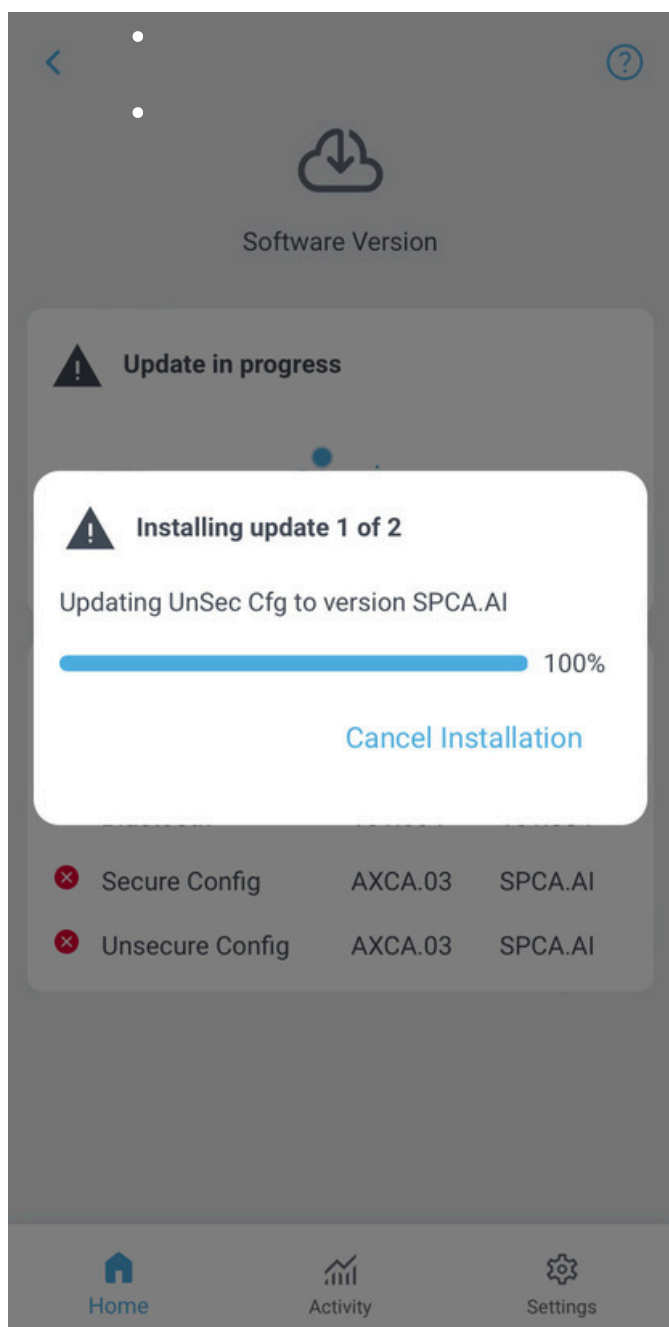 Software Version
Update in progress
Installing update 1 of 2
Updating UnSec Cfg to version SPCA.AI
100%
Cancel Installation
Secure Config AXCA.03 SPCA.AI
Unsecure Config AXCA.03 SPCA.AI
Home Activity Settings